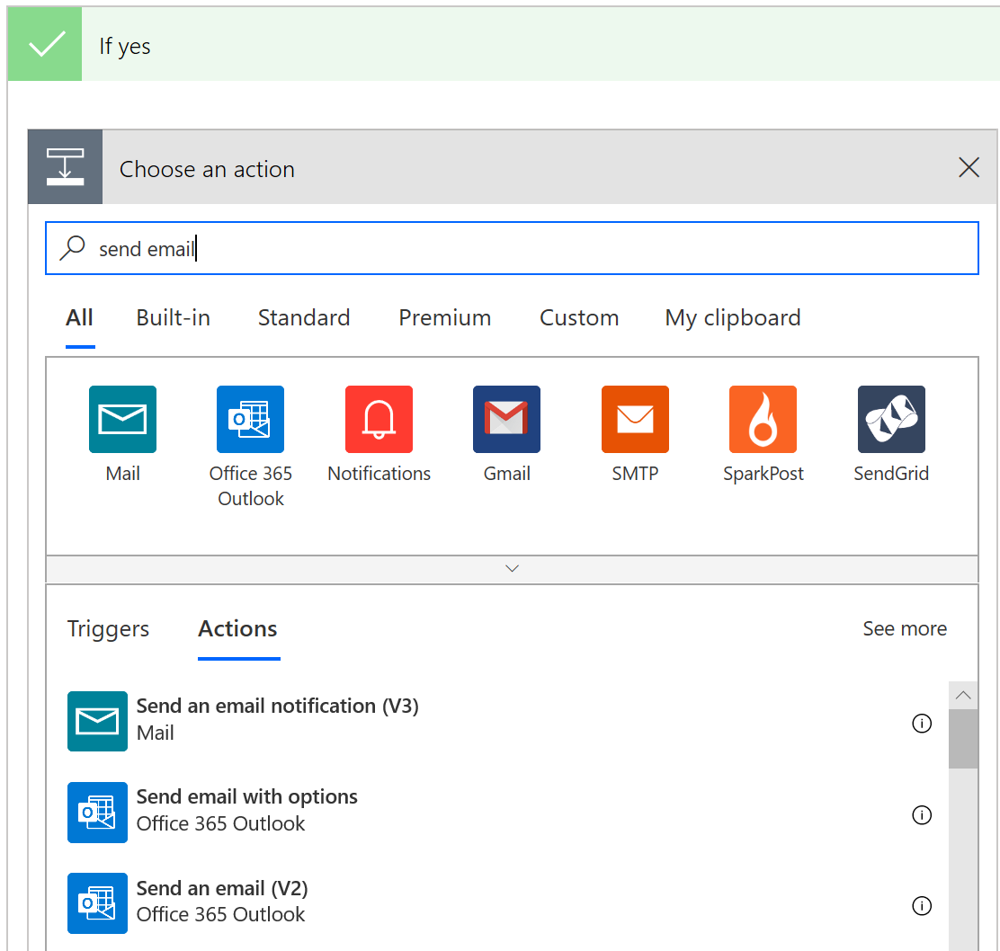 If yes
Choose an action
send email
All Built-in Standard Premium Custom My clipboard
Mail Office 365 Notifications Gmail SMTP SparkPost SendGrid
Outlook
Triggers Actions See more
Send an email notification (V3)
Mail
Send email with options
Office 365 Outlook
Send an email (V2)
Office 365 Outlook